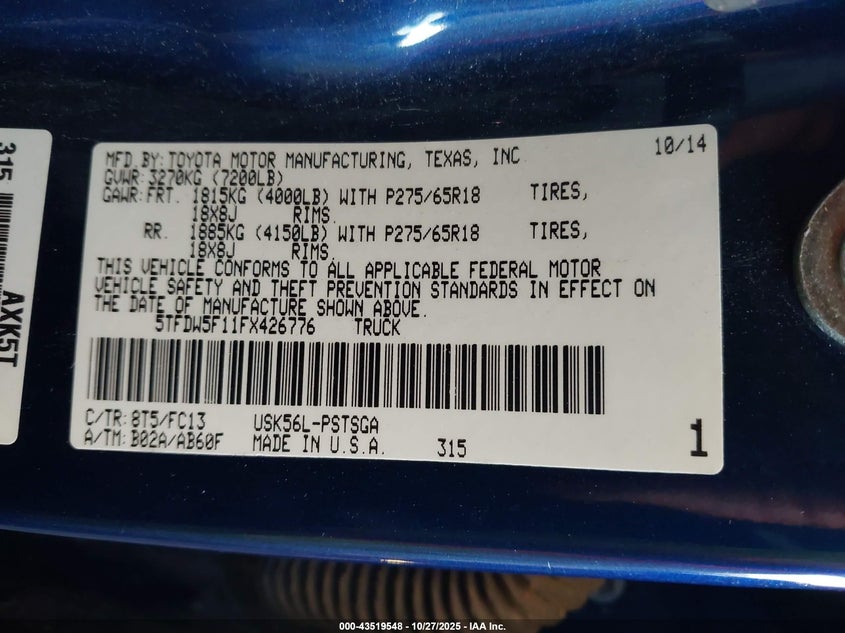 MFD. BY: TOYOTA MOTOR MANUFACTURING, TEXAS, INC 10/14
GVWR: 3270KG (7200LB)
GAWR: FRT. 1815KG (4000LB) WITH P275/65R18 TIRES,
18X8J RIMS.
RR. 1885KG (4150LB) WITH P275/65R18 TIRES,
18X8J RIMS.
THIS VEHICLE CONFORMS TO ALL APPLICABLE FEDERAL MOTOR
VEHICLE SAFETY AND THEFT PREVENTION STANDARDS IN EFFECT ON
THE DATE OF MANUFACTURE SHOWN ABOVE.
5TFDW5F11FX426776 TRUCK
C/TR: 8T5/FC13 USK56L-PSTSGA
A/TM: B02A/AB60F MADE IN U.S.A. 315 1
315 AXK5T
000-43519548 - 10/27/2025 - IAA Inc.